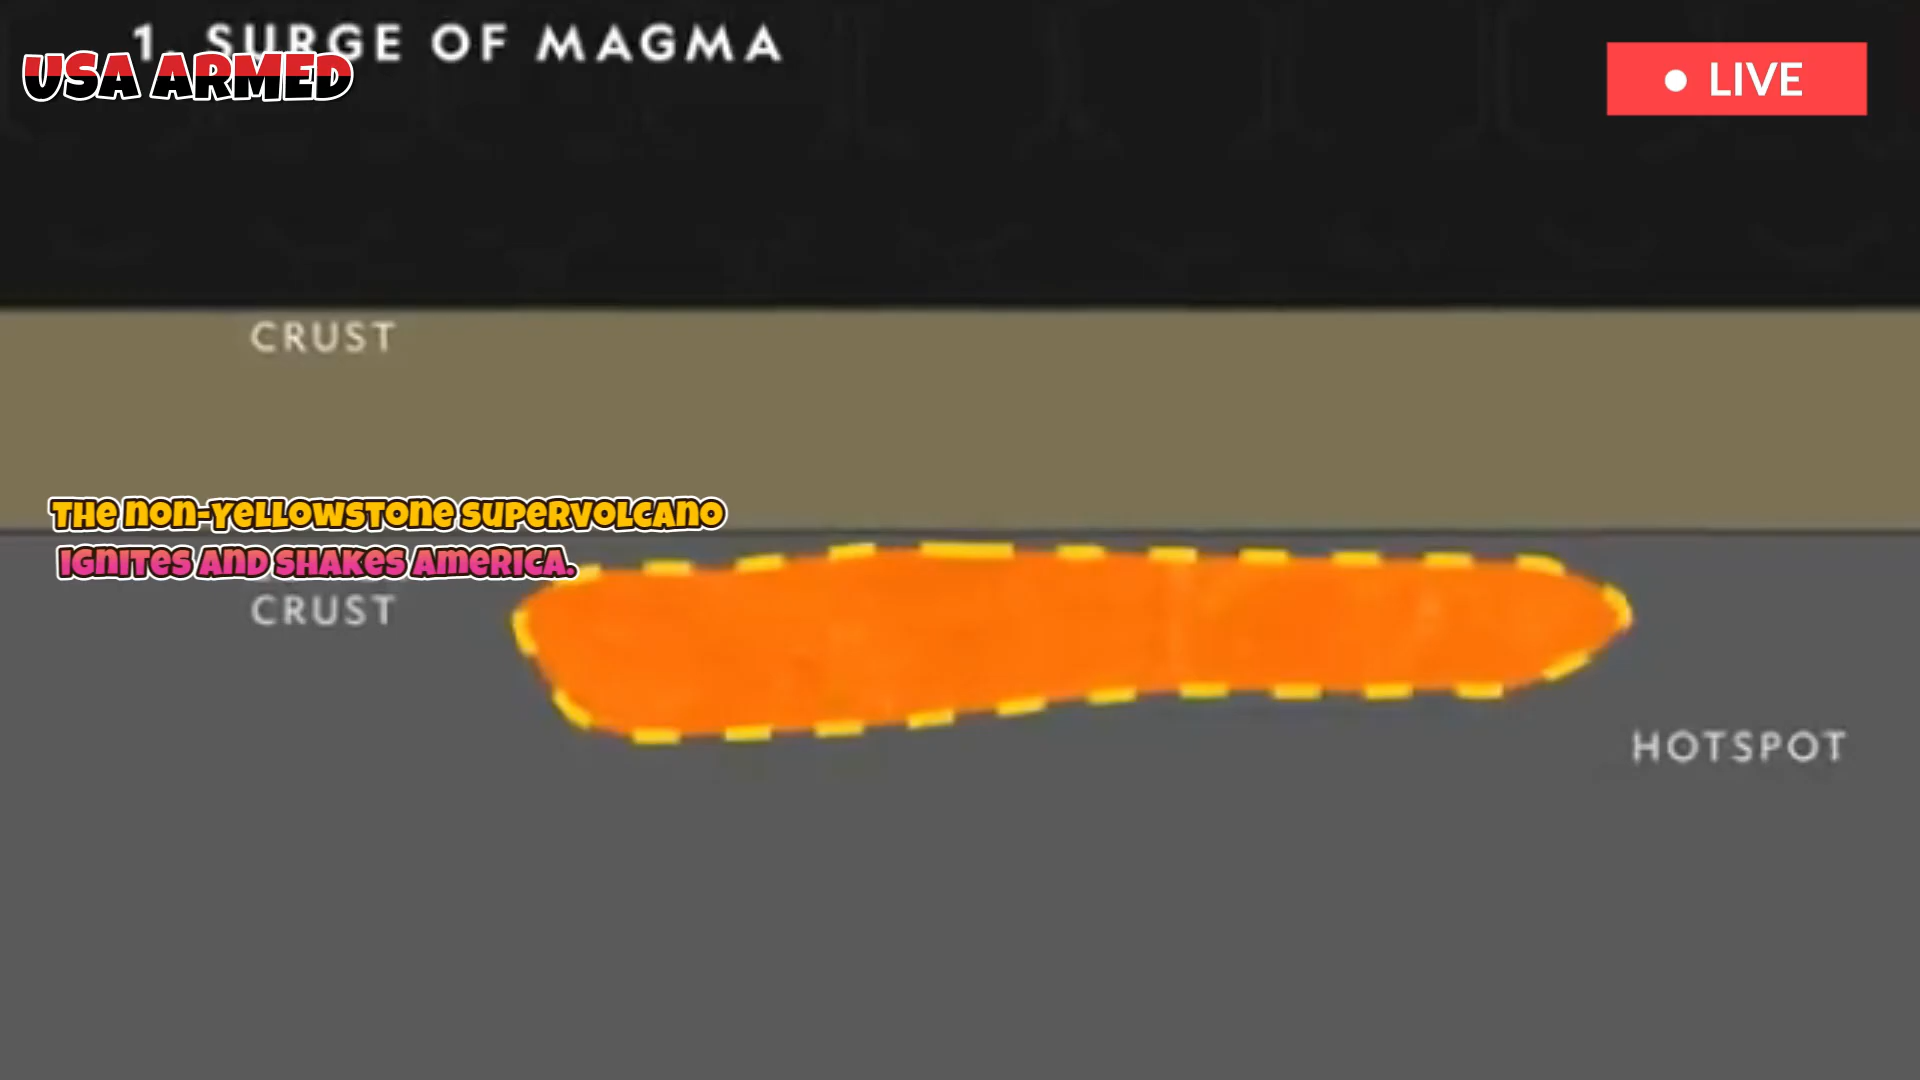 1. SURGE OF MAGMA
USA ARMED
LIVE
CRUST
THE NON-YELLOWSTONE SUPERVOLCANO
IGNITES AND SHAKES AMERICA.
CRUST
HOTSPOT